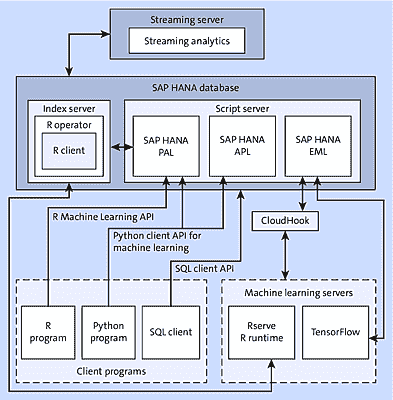 Streaming server
Streaming analytics
SAP HANA database
Index server
R operator
R client
Script server
SAP HANA
PAL
SAP HANA
APL
SAP HANA
EML
R Machine Learning API
Python client API for
machine learning
SQL client API
CloudHook
R
program
Python
program
SQL client
Client programs
Machine learning servers
Rserve
R runtime
TensorFlow